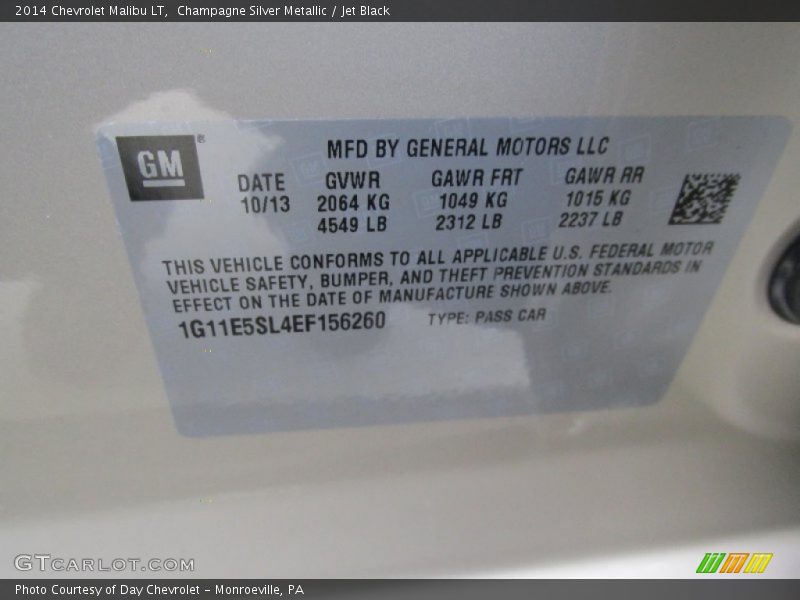 2014 Chevrolet Malibu LT, Champagne Silver Metallic / Jet Black
GM®
MFD BY GENERAL MOTORS LLC
DATE GVWR GAWR FRT GAWR RR
10/13 2064 KG 1049 KG 1015 KG
4549 LB 2312 LB 2237 LB
THIS VEHICLE CONFORMS TO ALL APPLICABLE U.S. FEDERAL MOTOR
VEHICLE SAFETY, BUMPER, AND THEFT PREVENTION STANDARDS IN
EFFECT ON THE DATE OF MANUFACTURE SHOWN ABOVE.
1G11E5SL4EF156260 TYPE: PASS CAR
GTCARLOT.COM
Photo Courtesy of Day Chevrolet - Monroeville, PA